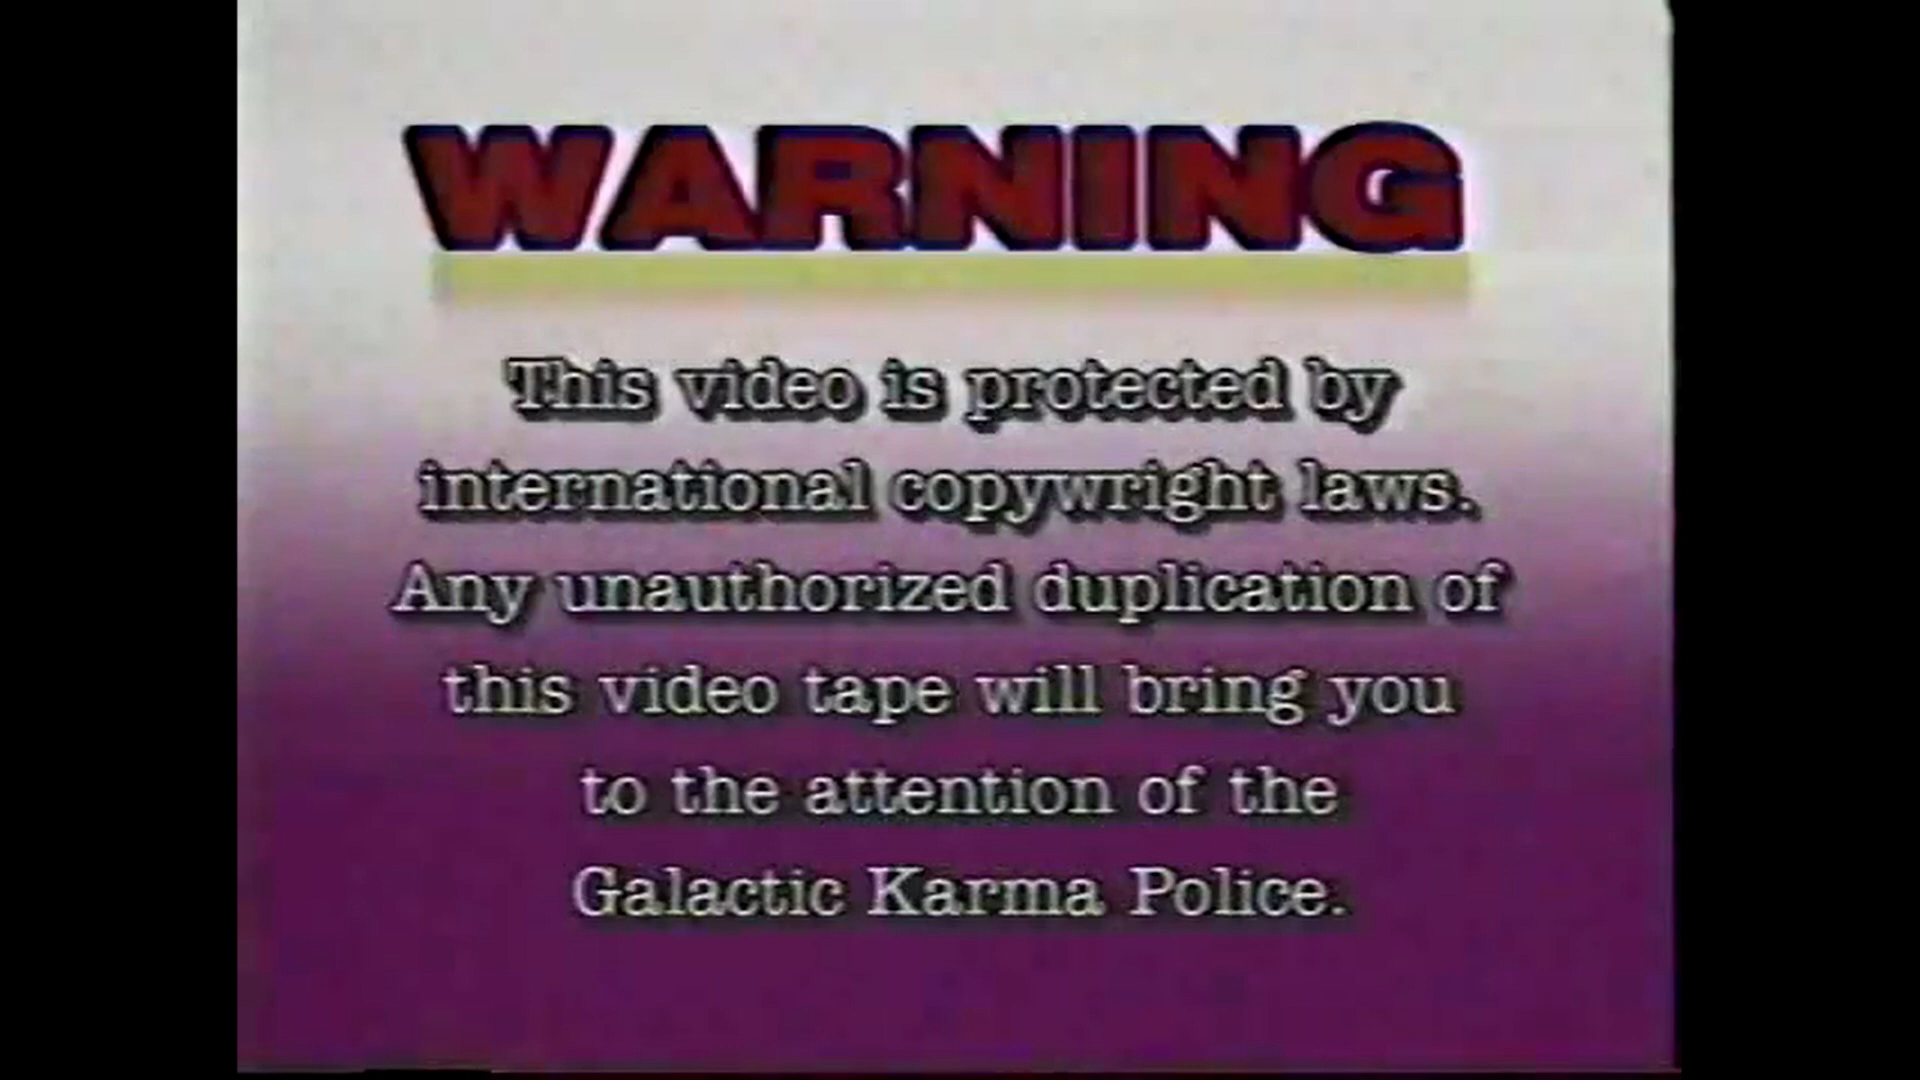 WARNING
This video is protected by
international copywright laws.
Any unauthorized duplication of
this video tape will bring you
to the attention of the
Galactic Karma Police.